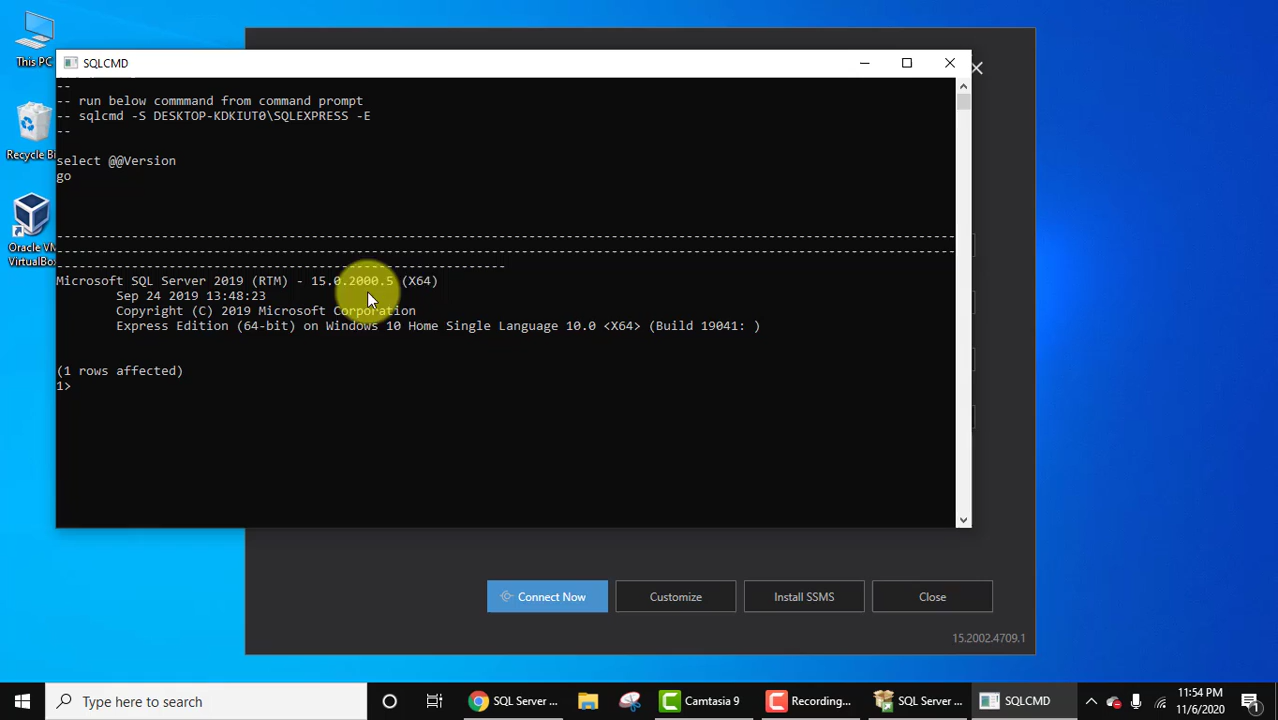 This PC
Recycle Bi
Oracle VM
VirtualBox
SQLCMD
--
-- run below commmand from command prompt
-- sqlcmd -S DESKTOP-KDKIUT0\SQLEXPRESS -E
--
select @@Version
go
--------------------------------------------------------------------------------------------------------------------------------
--------------------------------------------------------------------------------------------------------------------------------
------------------------------------------------------------
Microsoft SQL Server 2019 (RTM) - 15.0.2000.5 (X64)
Sep 24 2019 13:48:23
Copyright (C) 2019 Microsoft Corporation
Express Edition (64-bit) on Windows 10 Home Single Language 10.0 <X64> (Build 19041: )
(1 rows affected)
1>
Connect Now
Customize
Install SSMS
Close
15.2002.4709.1
Type here to search
SQL Server ...
Camtasia 9
Recording...
SQL Server ...
SQLCMD
11:54 PM
11/6/2020
1